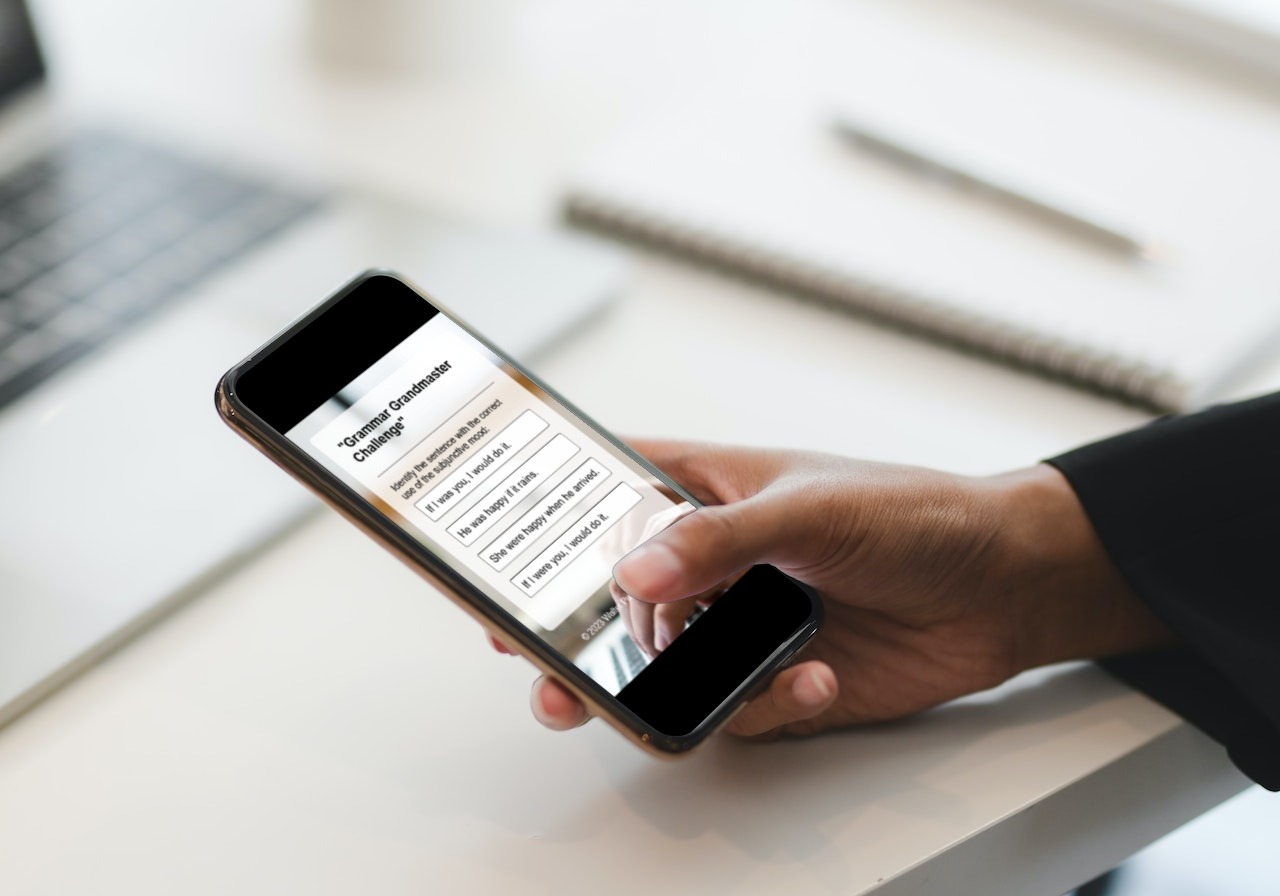 "Grammar Grandmaster
Challenge"
Identify the sentence with the correct
use of the subjunctive mood:
If I was you, I would do it.
He was happy if it rains.
She were happy when he arrived.
If I were you, I would do it.
© 2023